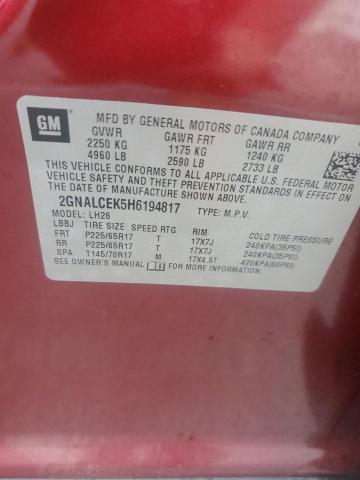 GM
MFD BY GENERAL MOTORS OF CANADA COMPANY
GVWR GAWR FRT GAWR RR
2250 KG 1175 KG 1240 KG
4960 LB 2590 LB 2733 LB
THIS VEHICLE CONFORMS TO ALL APPLICABLE U.S. FEDERAL MOTOR
VEHICLE SAFETY AND THEFT PREVENTION STANDARDS IN EFFECT ON
THE DATE OF MANUFACTURE SHOWN ABOVE.
2GNALCEK5H6194817 TYPE: M.P.V.
MODEL: LH26
LBBJ TIRE SIZE SPEED RTG RIM COLD TIRE PRESSURE
FRT P225/65R17 T 17X7J 240KPA(35PSI)
RR P225/65R17 T 17X7J 240KPA(35PSI)
SPA T145/70R17 M 17X4.5T 420KPA(60PSI)
SEE OWNER'S MANUAL FOR ADDITIONAL INFORMATION.